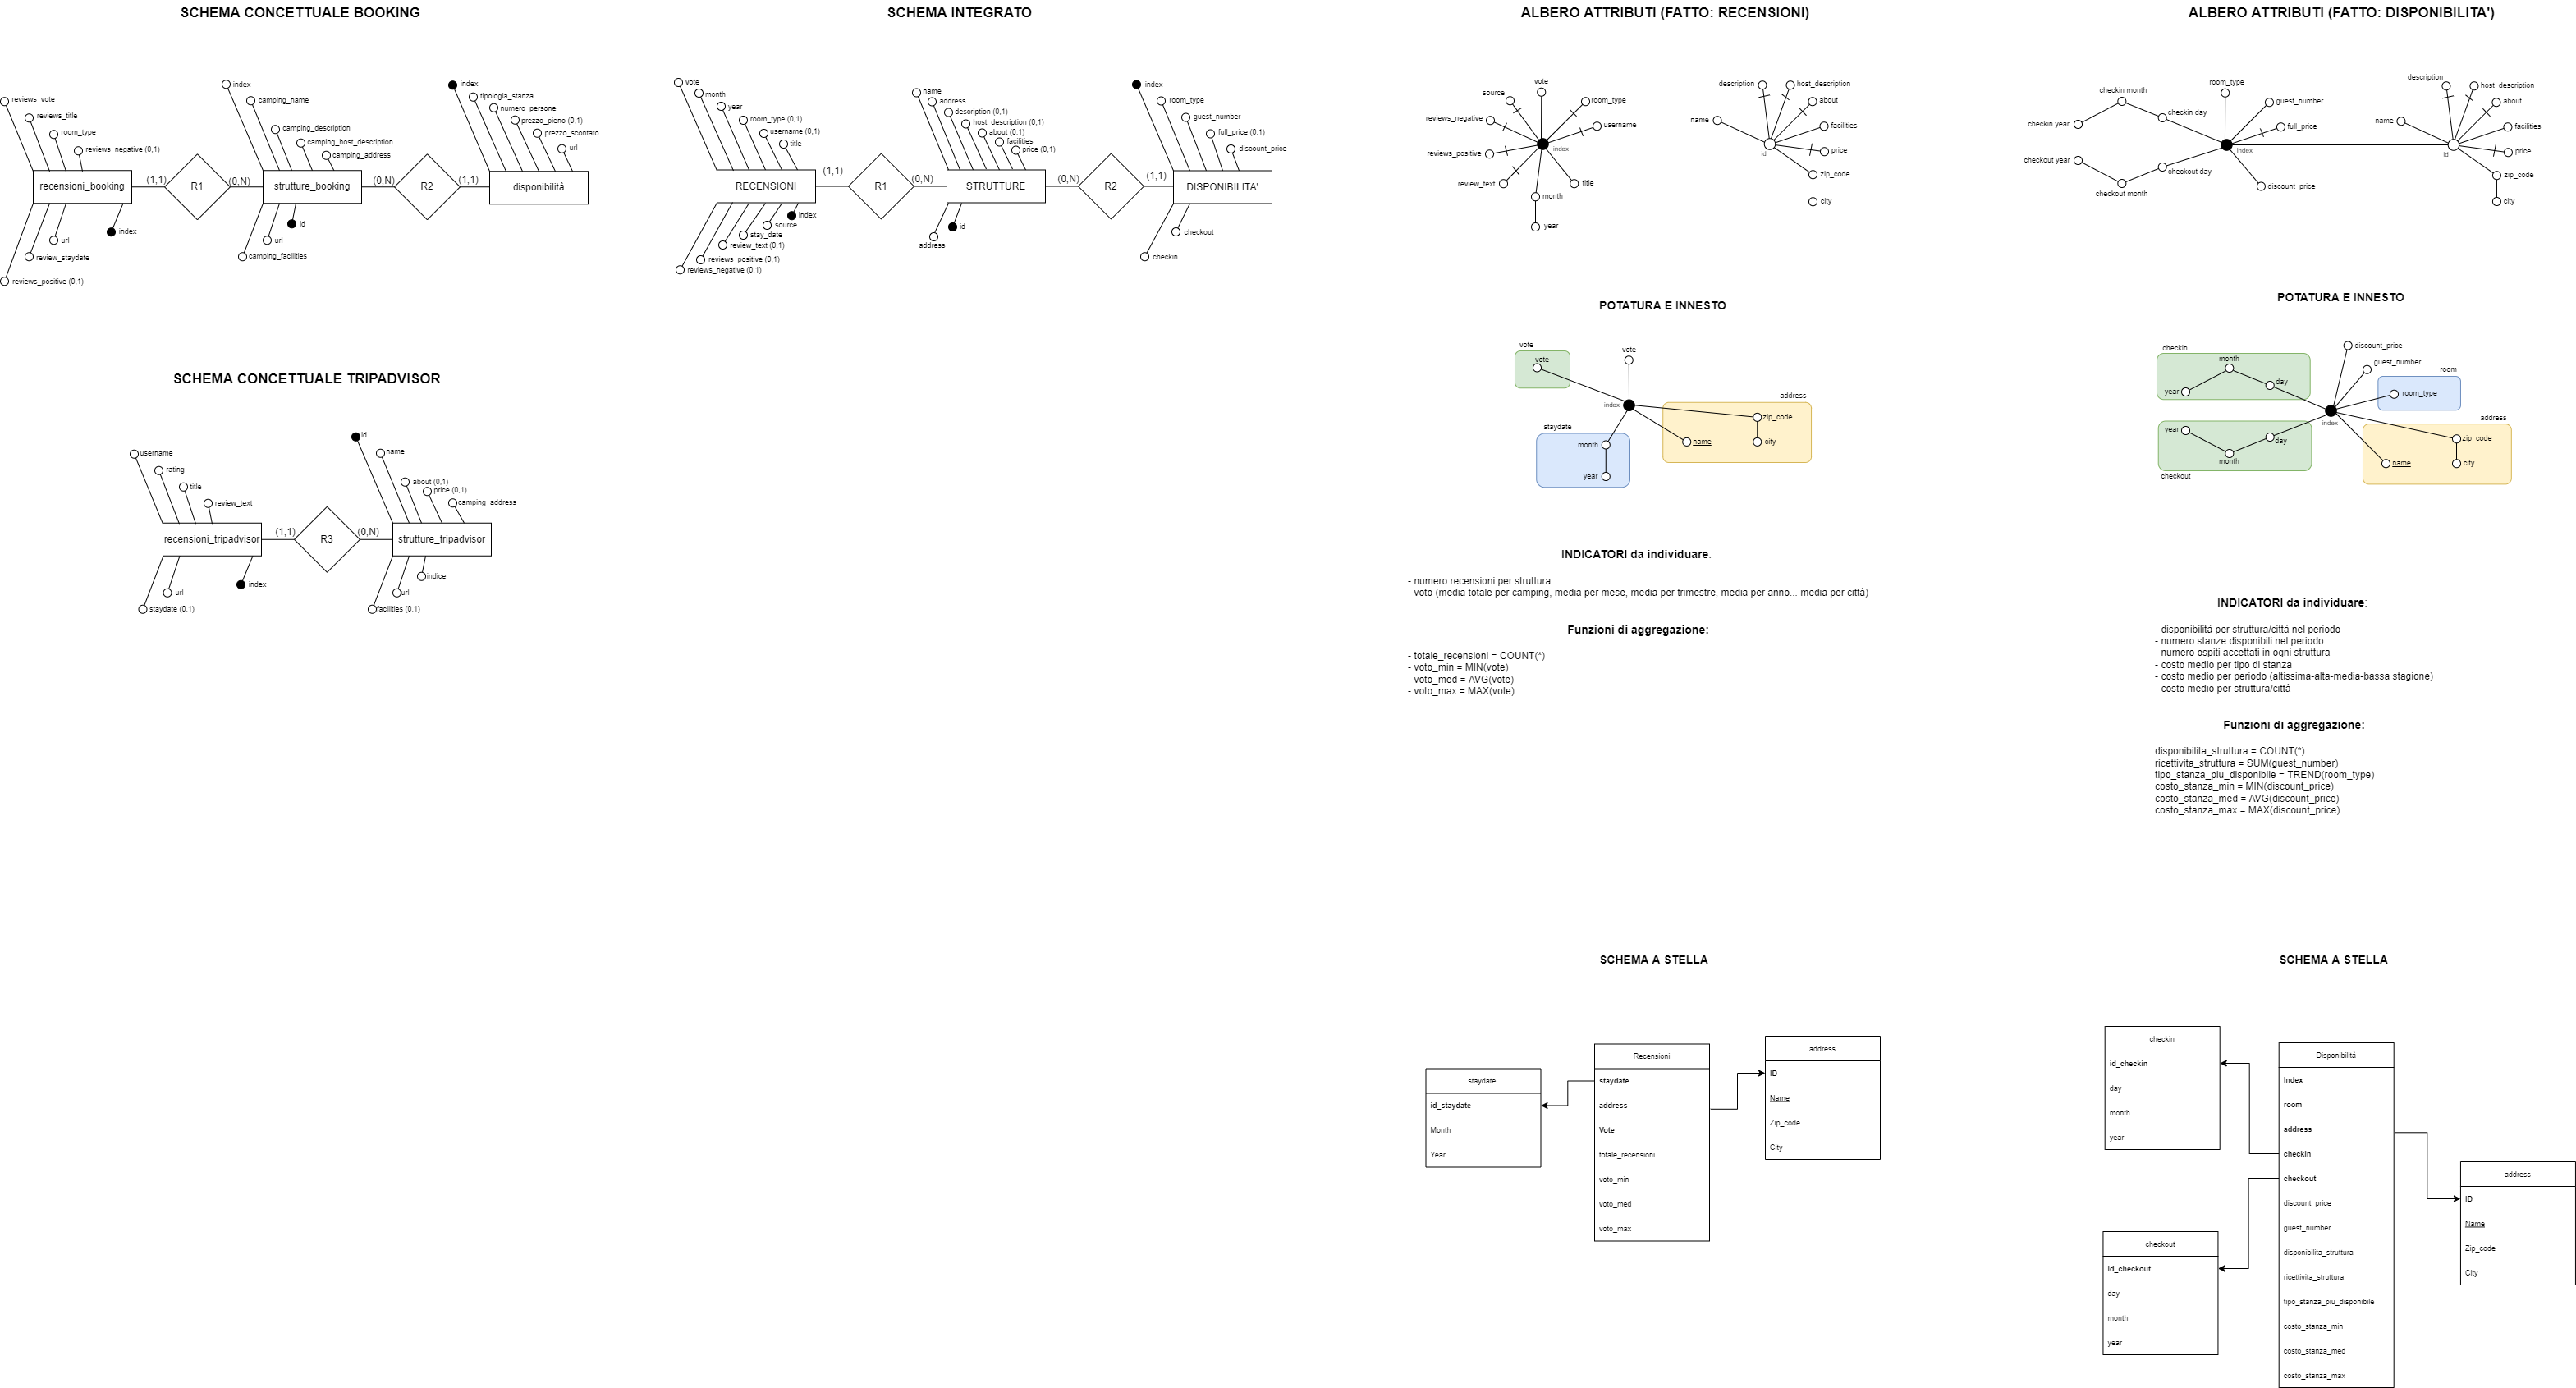 SCHEMA CONCETTUALE BOOKING
index
index
reviews_vote
camping_name
tipologia_stanza
reviews_title
numero_persone
room_type
camping_description
prezzo_pieno (0,1)
reviews_negative (0,1)
camping_host_description
prezzo_scontato
camping_address
url
recensioni_booking
(1,1)
R1
(0,N)
strutture_booking
(0,N)
R2
(1,1)
disponibilità
index
id
url
url
review_staydate
camping_facilities
reviews_positive (0,1)
SCHEMA CONCETTUALE TRIPADVISOR
id
username
name
rating
about (0,1)
title
price (0,1)
review_text
camping_address
recensioni_tripadvisor
(1,1)
R3
(0,N)
strutture_tripadvisor
indice
index
url
url
staydate (0,1)
facilities (0,1)
SCHEMA INTEGRATO
vote
name
index
month
address
room_type
year
description (0,1)
guest_number
room_type (0,1)
host_description (0,1)
full_price (0,1)
username (0,1)
about (0,1)
title
facilities
discount_price
price (0,1)
RECENSIONI
(1,1)
R1
(0,N)
STRUTTURE
(0,N)
R2
(1,1)
DISPONIBILITA'
index
source
id
stay_date
checkout
review_text (0,1)
address
reviews_positive (0,1)
checkin
reviews_negative (0,1)
ALBERO ATTRIBUTI (FATTO: RECENSIONI)
vote
description
host_description
source
room_type
about
reviews_negative
username
name
facilities
index
id
reviews_positive
price
review_text
title
zip_code
month
city
year
POTATURA E INNESTO
vote
vote
vote
address
index
zip_code
staydate
month
name
city
year
INDICATORI da individuare:
- numero recensioni per struttura
- voto (media totale per camping, media per mese, media per trimestre, media per anno... media per città)
Funzioni di aggregazione:
- totale_recensioni = COUNT(*)
- voto_min = MIN(vote)
- voto_med = AVG(vote)
- voto_max = MAX(vote)
SCHEMA A STELLA
staydate
id_staydate
Month
Year
Recensioni
staydate
address
Vote
totale_recensioni
voto_min
voto_med
voto_max
address
ID
Name
Zip_code
City
ALBERO ATTRIBUTI (FATTO: DISPONIBILITA')
description
room_type
host_description
checkin month
guest_number
about
checkin day
checkin year
full_price
name
facilities
index
id
price
checkout year
checkout day
checkout month
discount_price
zip_code
city
POTATURA E INNESTO
checkin
discount_price
month
guest_number
room
day
year
room_type
address
index
year
day
zip_code
month
name
city
checkout
INDICATORI da individuare:
- disponibilità per struttura/città nel periodo
- numero stanze disponibili nel periodo
- numero ospiti accettati in ogni struttura
- costo medio per tipo di stanza
- costo medio per periodo (altissima-alta-media-bassa stagione)
- costo medio per struttura/città
Funzioni di aggregazione:
disponibilita_struttura = COUNT(*)
ricettivita_struttura = SUM(guest_number)
tipo_stanza_piu_disponibile = TREND(room_type)
costo_stanza_min = MIN(discount_price)
costo_stanza_med = AVG(discount_price)
costo_stanza_max = MAX(discount_price)
SCHEMA A STELLA
checkin
id_checkin
day
month
year
checkout
id_checkout
day
month
year
Disponibilità
Index
room
address
checkin
checkout
discount_price
guest_number
disponibilita_struttura
ricettivita_struttura
tipo_stanza_piu_disponibile
costo_stanza_min
costo_stanza_med
costo_stanza_max
address
ID
Name
Zip_code
City